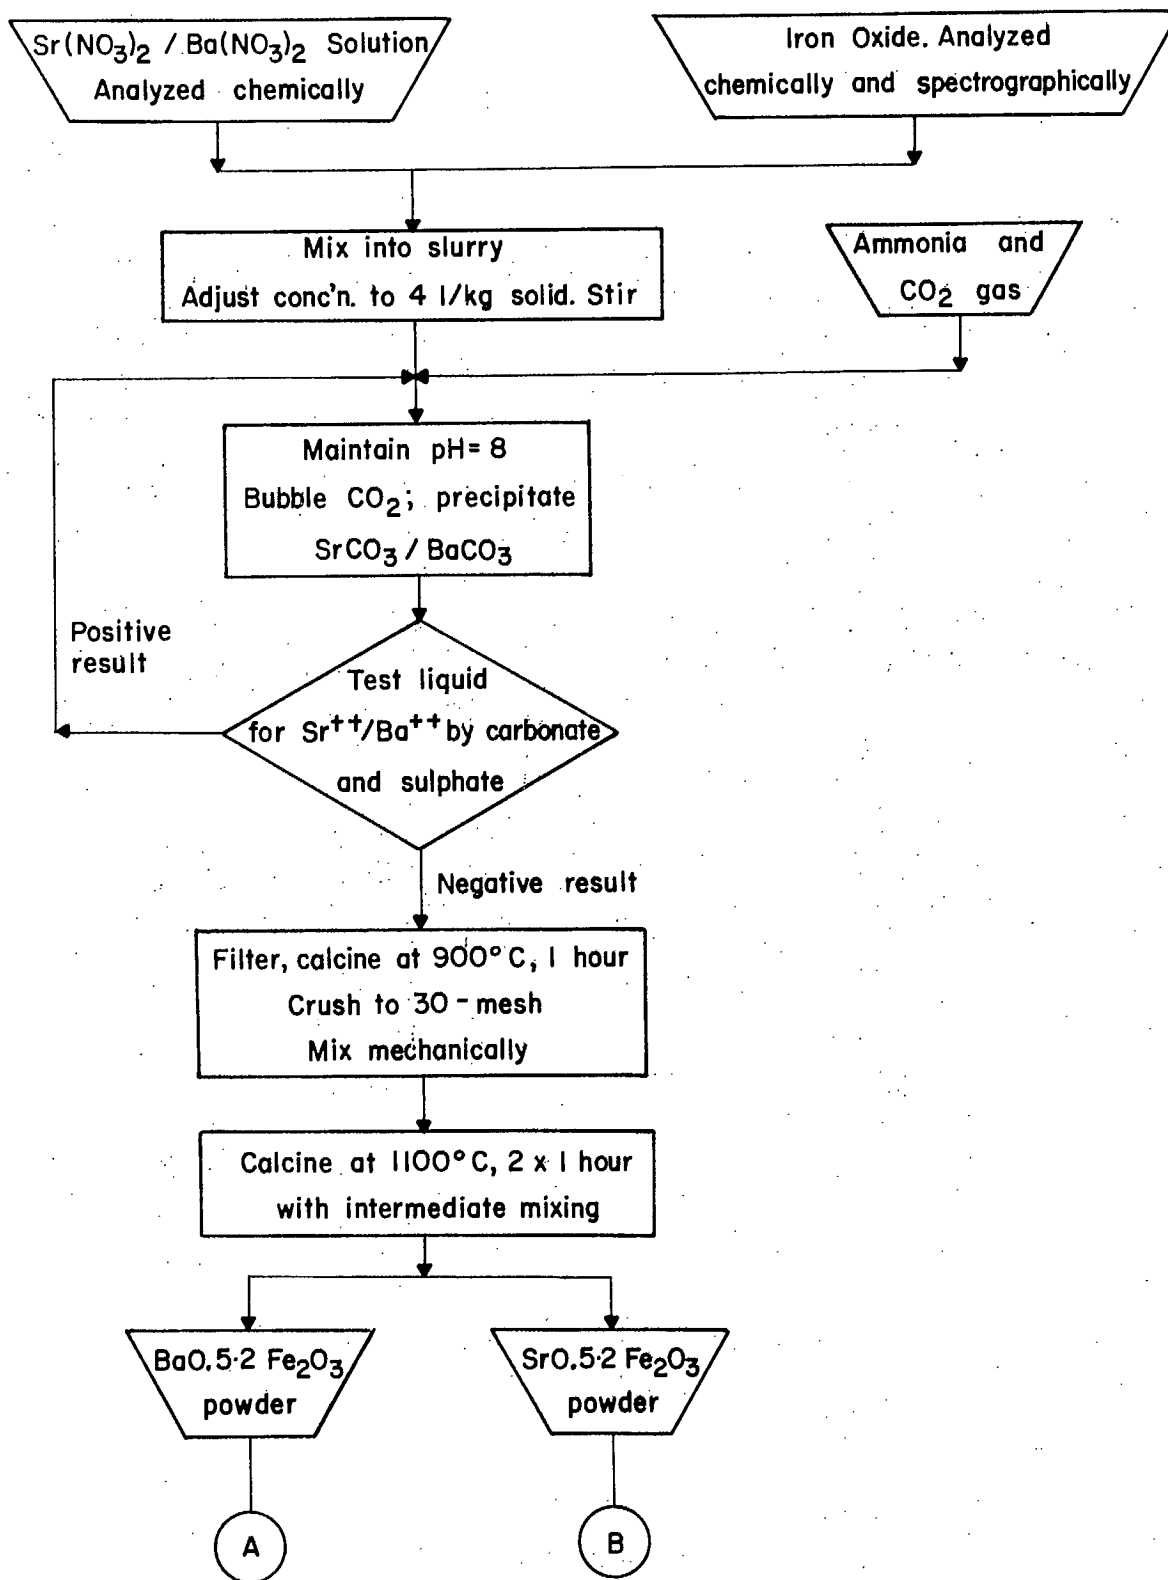 Sr(NO3)2 / Ba(NO3)2 Solution
Analyzed chemically
Iron Oxide. Analyzed
chemically and spectrographically
Mix into slurry
Adjust conc'n. to 4 l/kg solid. Stir
Ammonia and
CO2 gas
Maintain pH = 8
Bubble CO2; precipitate
SrCO3 / BaCO3
Positive
result
Test liquid
for Sr++/Ba++ by carbonate
and sulphate
Negative result
Filter, calcine at 900°C, 1 hour
Crush to 30-mesh
Mix mechanically
Calcine at 1100°C, 2 x 1 hour
with intermediate mixing
BaO.5·2 Fe2O3
powder
SrO.5·2 Fe2O3
powder
A
B